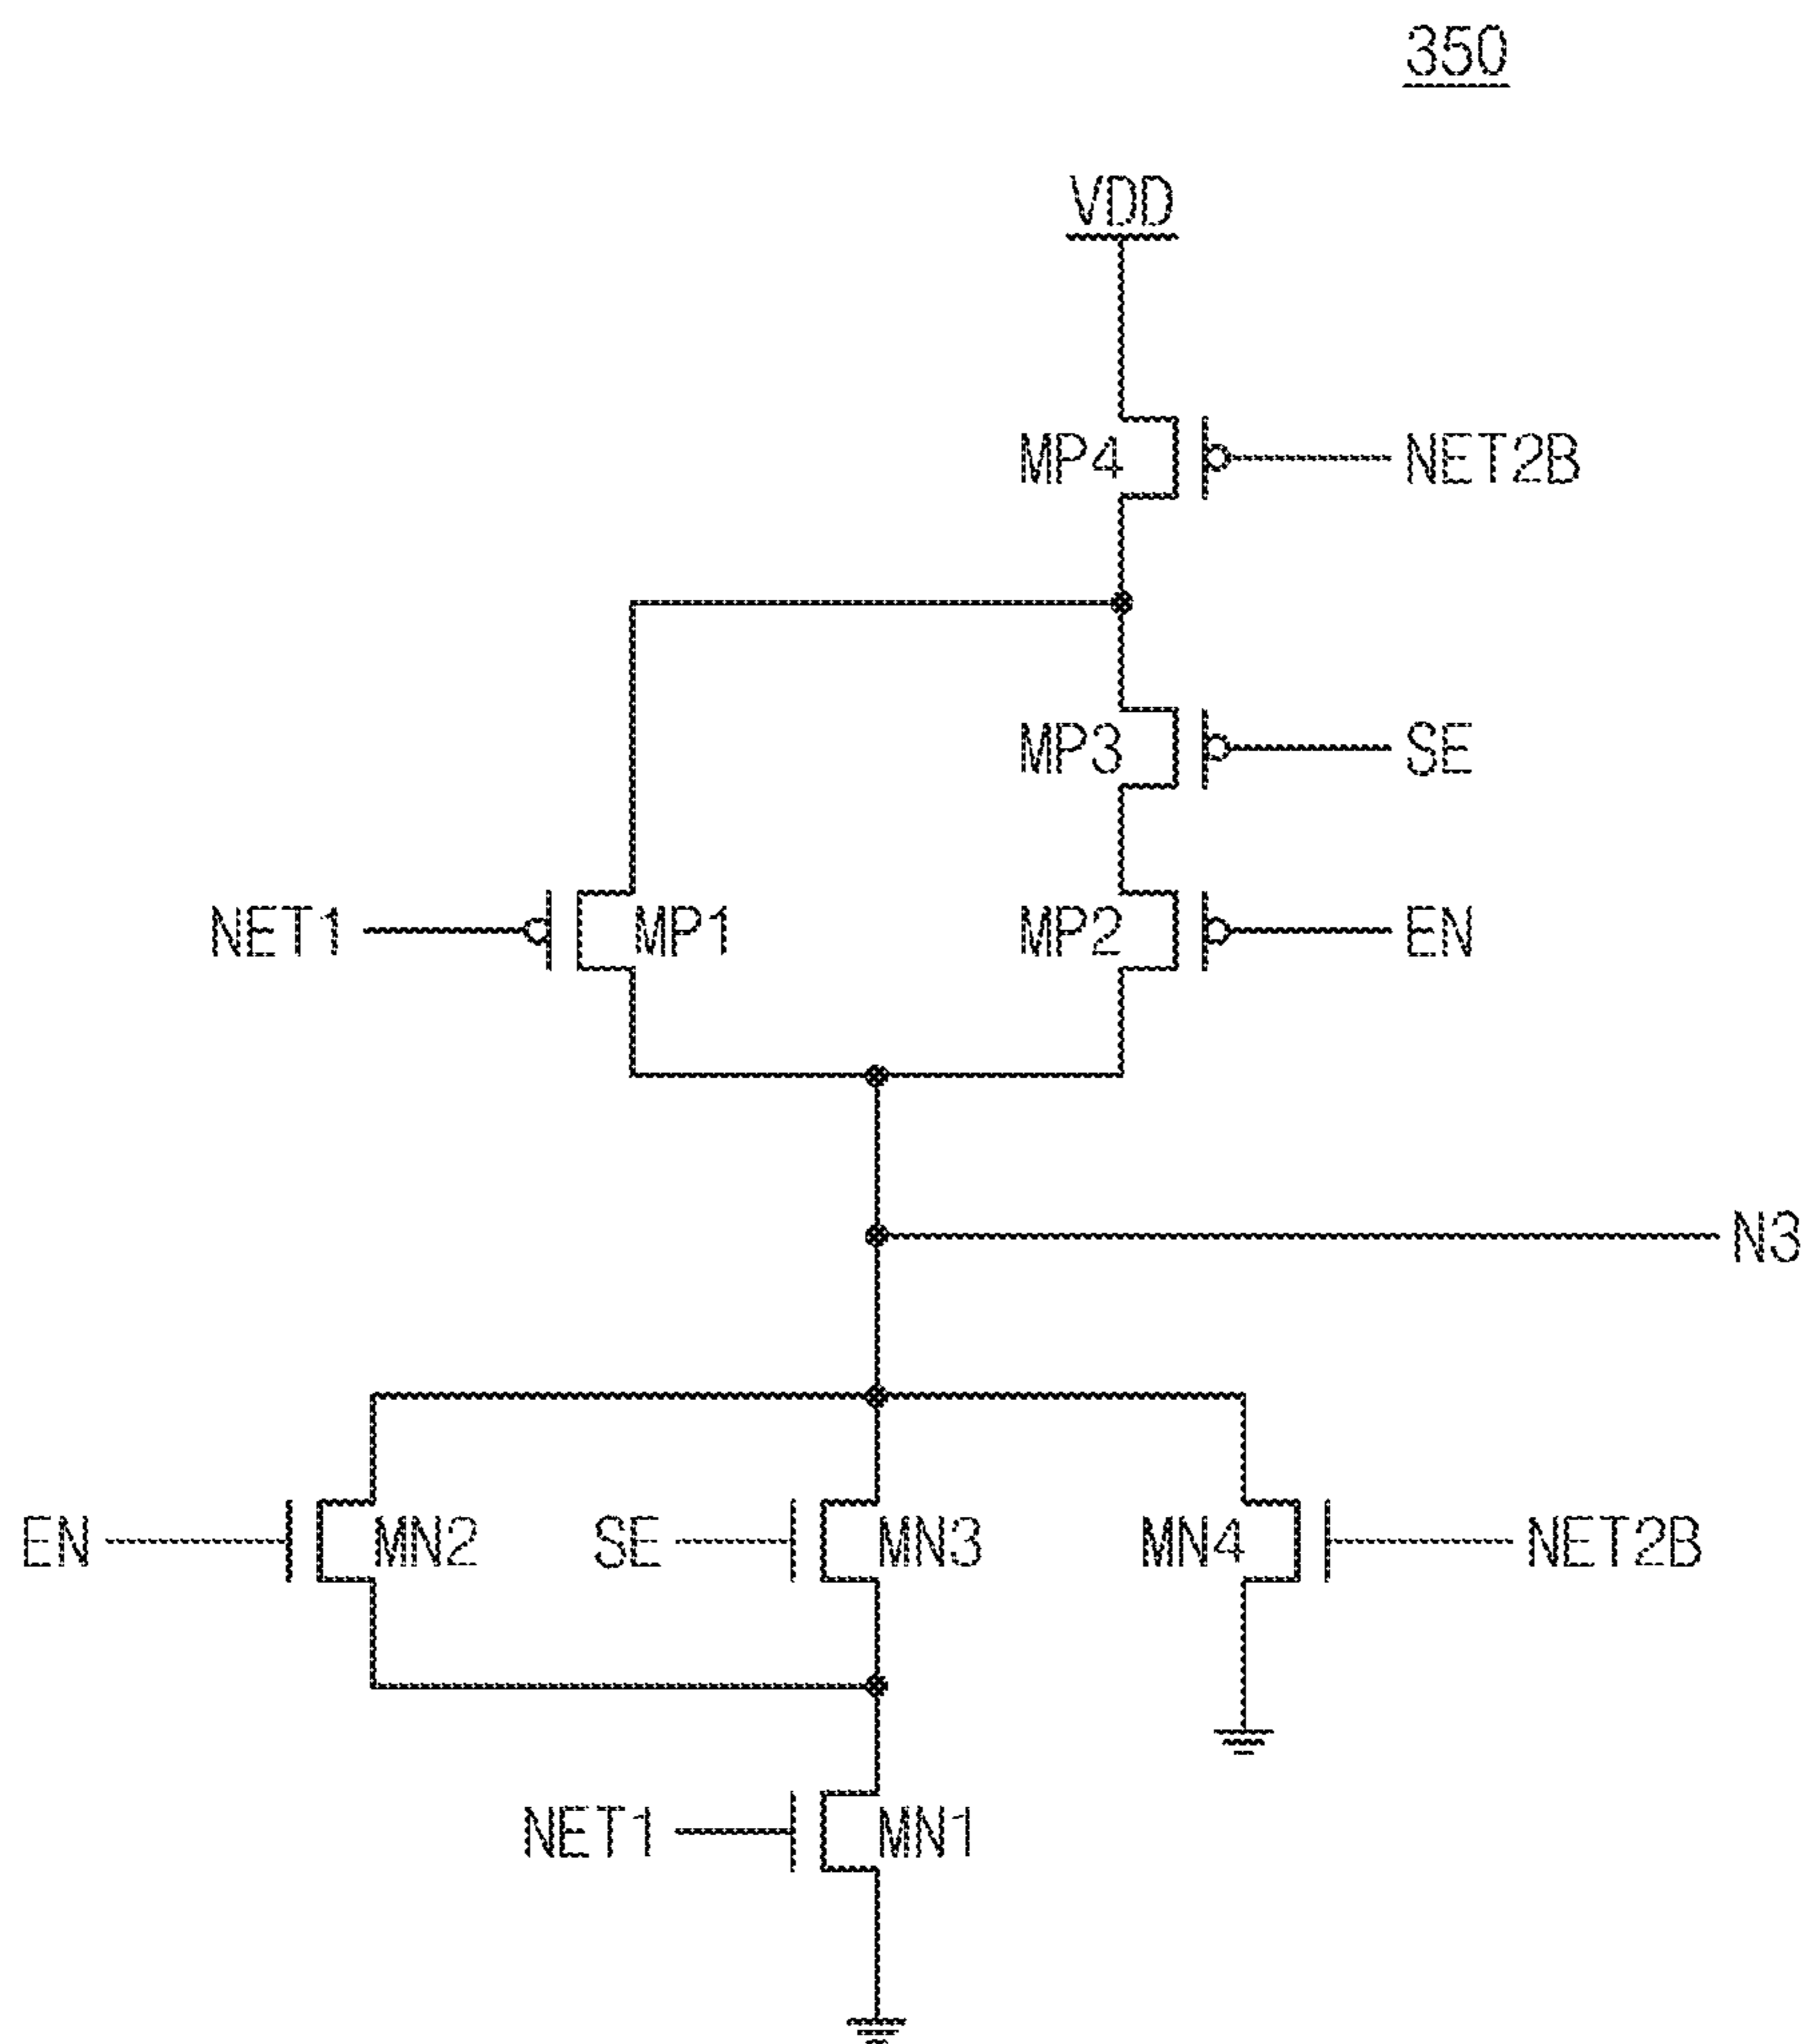 350
VDD
MP4 NET2B
MP3 SE
NET1 MP1 MP2 EN
N3
EN MN2 SE MN3 MN4 NET2B
NET1 MN1